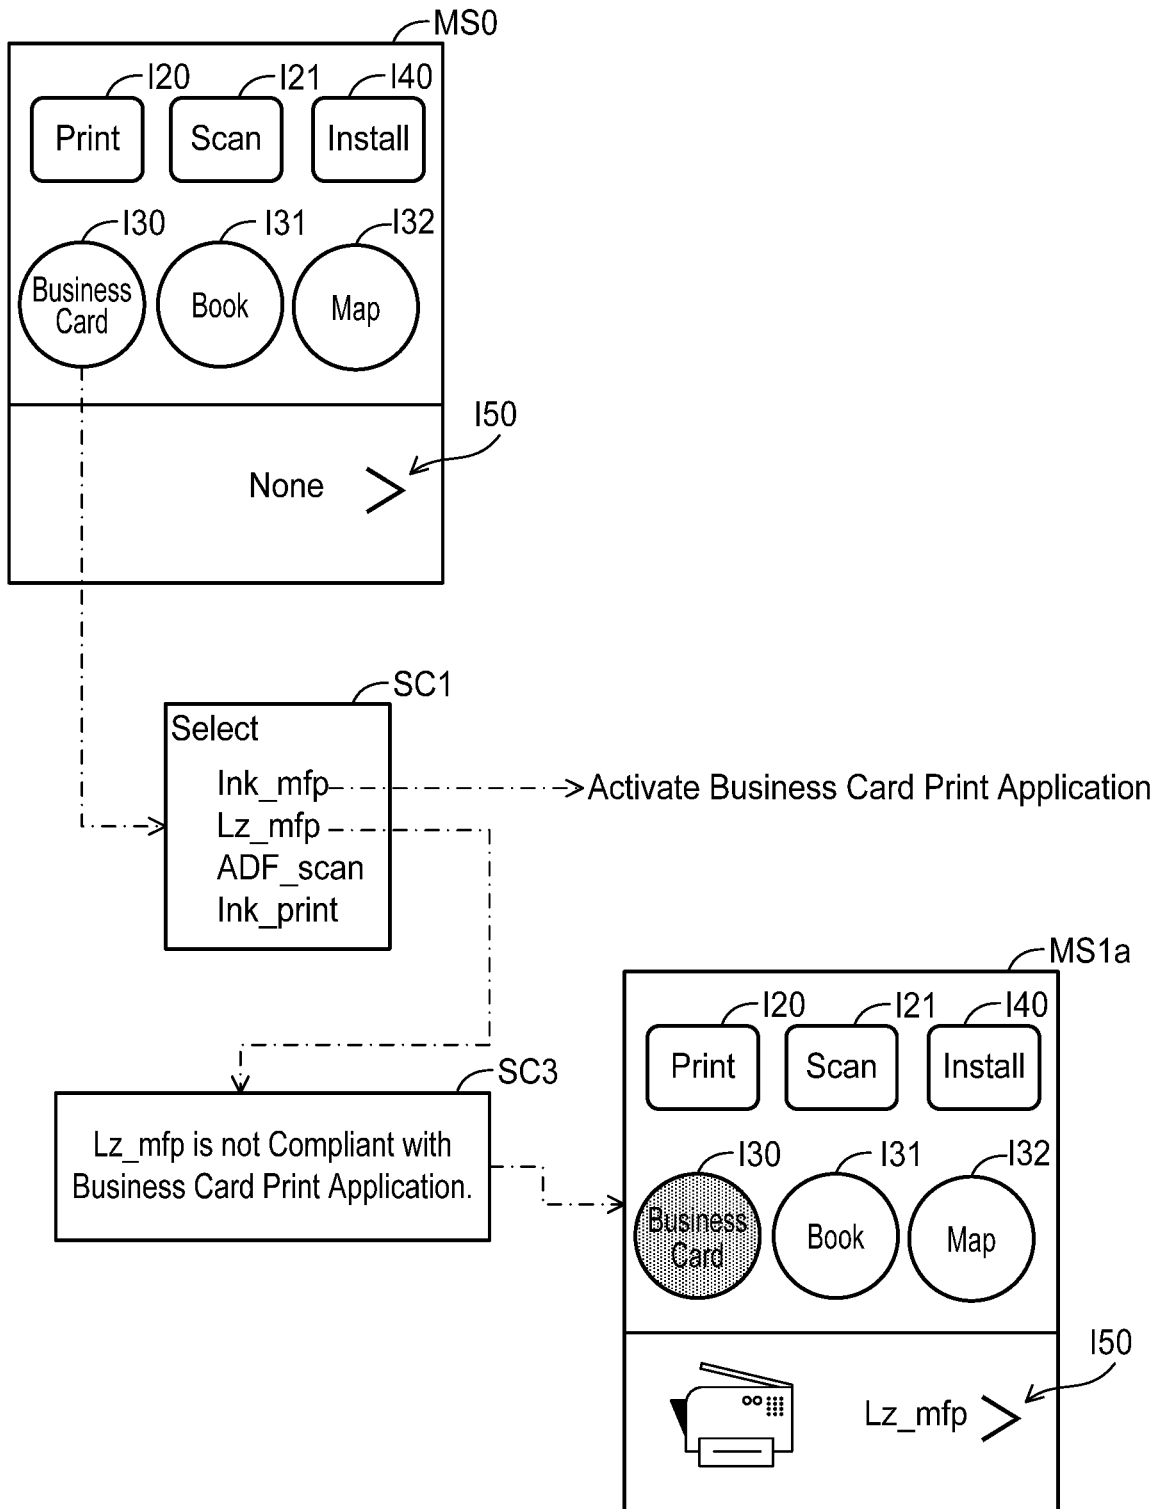 MS0
I20
I21
I40
Print
Scan
Install
I30
I31
I32
Business
Card
Book
Map
I50
None
SC1
Select
Ink_mfp
Activate Business Card Print Application
Lz_mfp
ADF_scan
Ink_print
MS1a
I20
I21
I40
Print
Scan
Install
SC3
Lz_mfp is not Compliant with
Business Card Print Application.
I30
I31
I32
Business
Card
Book
Map
I50
Lz_mfp